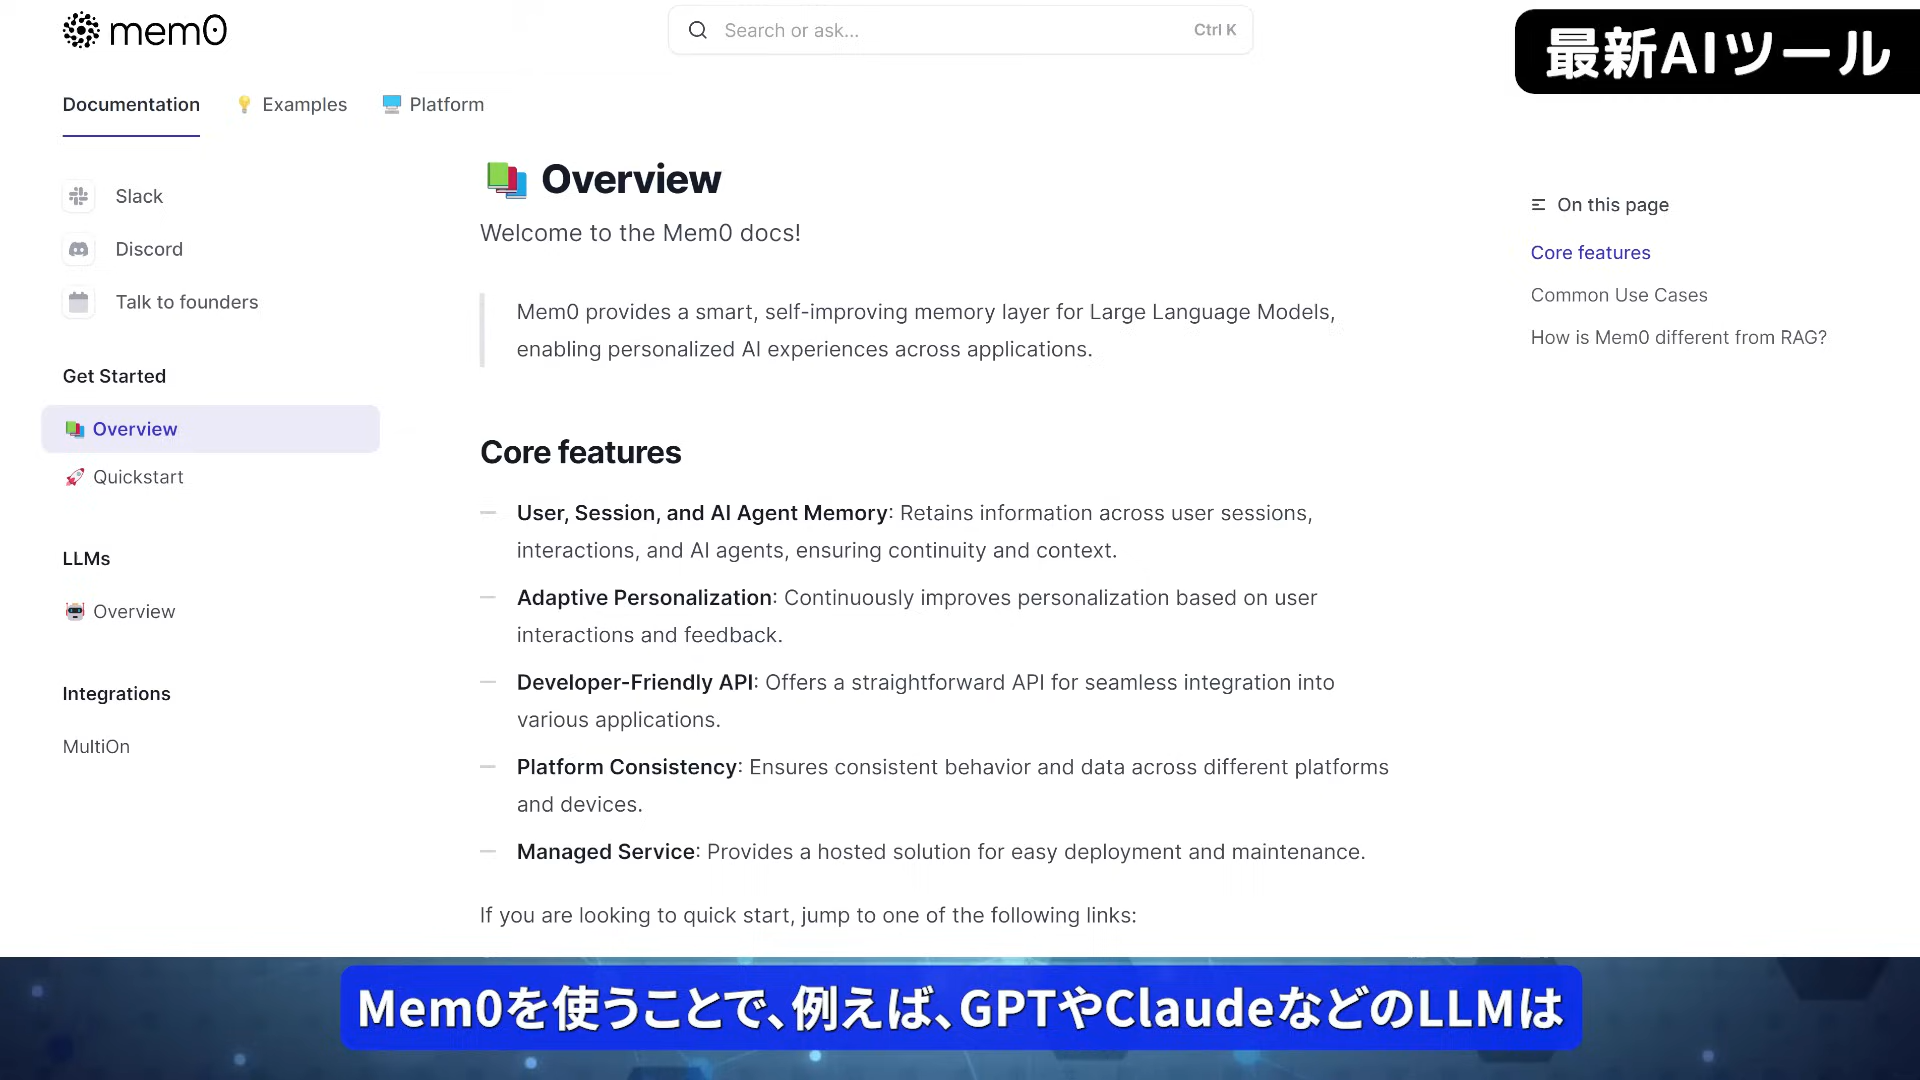 mem0
Search or ask...
Ctrl K
最新AIツール
Documentation
Examples
Platform
Slack
Discord
Talk to founders
Get Started
Overview
Quickstart
LLMs
Overview
Integrations
MultiOn
Overview
Welcome to the Mem0 docs!
Mem0 provides a smart, self-improving memory layer for Large Language Models,
enabling personalized AI experiences across applications.
Core features
User, Session, and AI Agent Memory: Retains information across user sessions,
interactions, and AI agents, ensuring continuity and context.
Adaptive Personalization: Continuously improves personalization based on user
interactions and feedback.
Developer-Friendly API: Offers a straightforward API for seamless integration into
various applications.
Platform Consistency: Ensures consistent behavior and data across different platforms
and devices.
Managed Service: Provides a hosted solution for easy deployment and maintenance.
If you are looking to quick start, jump to one of the following links:
On this page
Core features
Common Use Cases
How is Mem0 different from RAG?
Mem0を使うことで、例えば、GPTやClaudeなどのLLMは